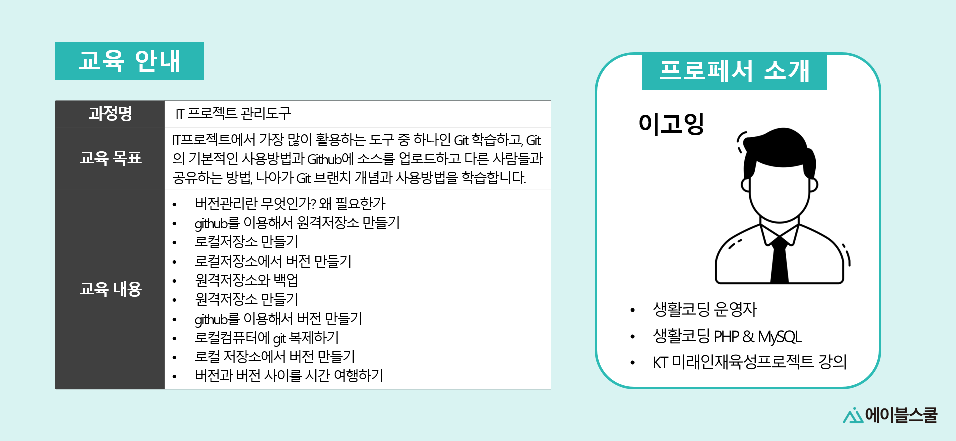 교육 안내
과정명
IT 프로젝트 관리도구
교육 목표
IT프로젝트에서 가장 많이 활용하는 도구 중 하나인 Git 학습하고, Git
의 기본적인 사용방법과 Github에 소스를 업로드하고 다른 사람들과
공유하는 방법, 나아가 Git 브랜치 개념과 사용방법을 학습합니다.
교육 내용
• 버전관리란 무엇인가? 왜 필요한가
• github를 이용해서 원격저장소 만들기
• 로컬저장소 만들기
• 로컬저장소에서 버전 만들기
• 원격저장소와 백업
• 원격저장소 만들기
• github를 이용해서 버전 만들기
• 로컬컴퓨터에 git 복제하기
• 로컬 저장소에서 버전 만들기
• 버전과 버전 사이를 시간 여행하기
프로페서 소개
이고잉
• 생활코딩 운영자
• 생활코딩 PHP & MySQL
• KT 미래인재육성프로젝트 강의
에이블스쿨